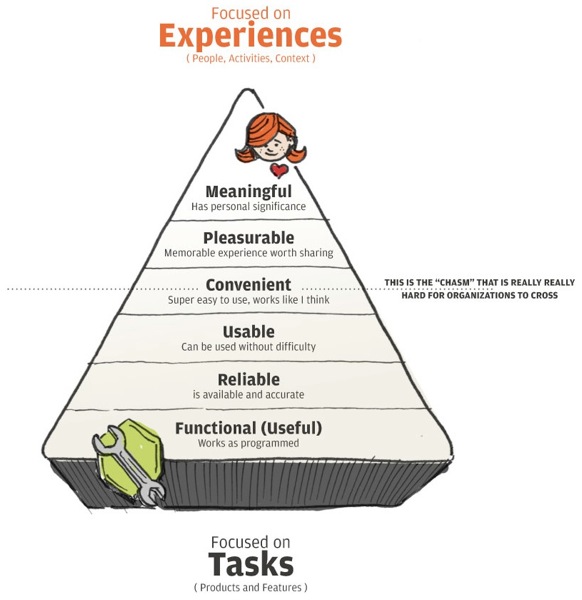 Focused on
Experiences
( People, Activities, Context )
Meaningful
Has personal significance
Pleasurable
Memorable experience worth sharing
Convenient
Super easy to use, works like I think
THIS IS THE “CHASM” THAT IS REALLY REALLY
HARD FOR ORGANIZATIONS TO CROSS
Usable
Can be used without difficulty
Reliable
is available and accurate
Functional (Useful)
Works as programmed
Focused on
Tasks
( Products and Features )